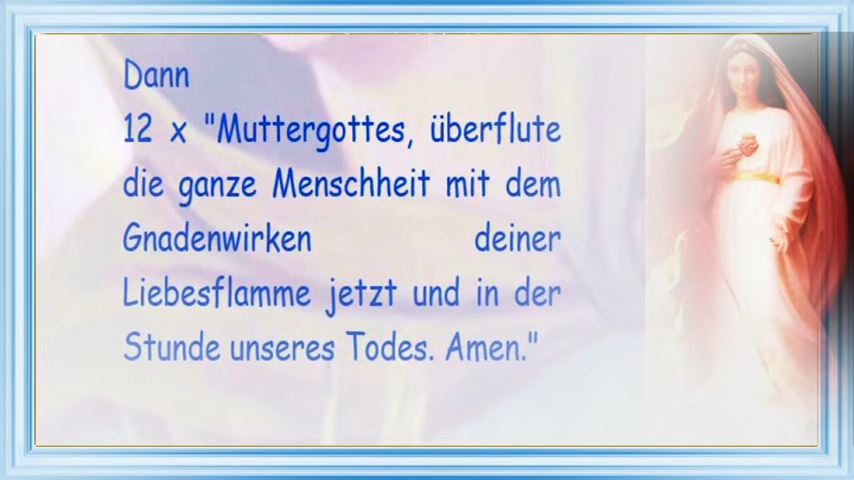 Dann
12 x "Muttergottes, überflute
die ganze Menschheit mit dem
Gnadenwirken deiner
Liebesflamme jetzt und in der
Stunde unseres Todes. Amen."